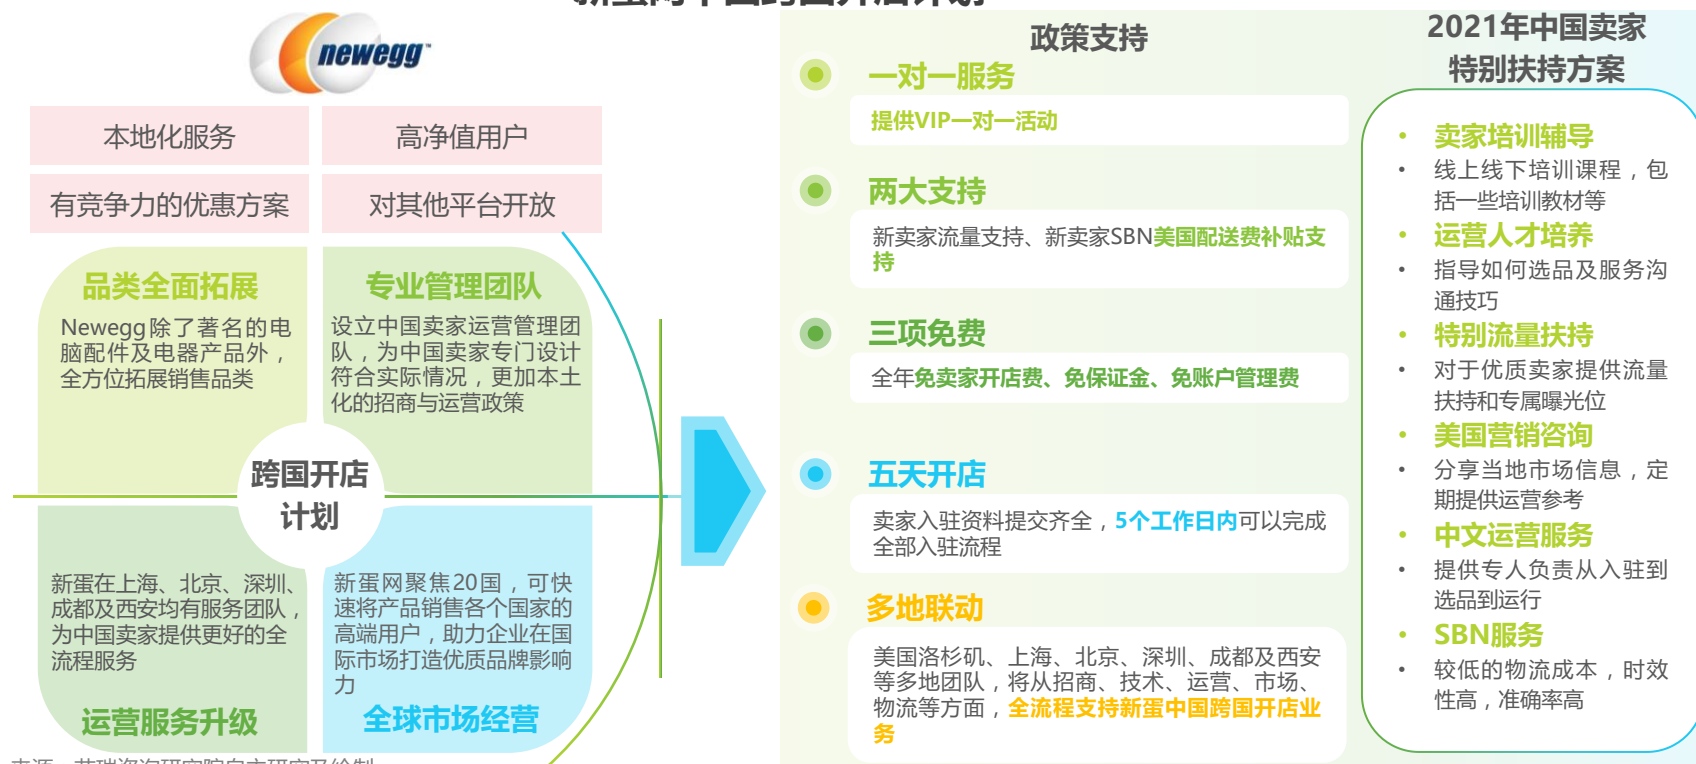 newegg
本地化服务
高净值用户
有竞争力的优惠方案
对其他平台开放
品类全面拓展
Newegg除了著名的电
脑配件及电器产品外，
全方位拓展销售品类
专业管理团队
设立中国卖家运营管理团
队，为中国卖家专门设计
符合实际情况，更加本土
化的招商与运营政策
跨国开店
计划
新蛋在上海、北京、深圳、
成都及西安均有服务团队，
为中国卖家提供更好的全
流程服务
运营服务升级
新蛋网聚焦20国，可快
速将产品销售各个国家的
高端用户，助力企业在国
际市场打造优质品牌影响
力
全球市场经营
政策支持
一对一服务
提供VIP一对一活动
两大支持
新卖家流量支持、新卖家SBN美国配送费补贴支
持
三项免费
全年免卖家开店费、免保证金、免账户管理费
五天开店
卖家入驻资料提交齐全，5个工作日内可以完成
全部入驻流程
多地联动
美国洛杉矶、上海、北京、深圳、成都及西安
等多地团队，将从招商、技术、运营、市场、
物流等方面，全流程支持新蛋中国跨国开店业
务
2021年中国卖家
特别扶持方案
• 卖家培训辅导
• 线上线下培训课程，包
括一些培训教材等
• 运营人才培养
• 指导如何选品及服务沟
通技巧
• 特别流量扶持
• 对于优质卖家提供流量
扶持和专属曝光位
• 美国营销咨询
• 分享当地市场信息，定
期提供运营参考
• 中文运营服务
• 提供专人负责从入驻到
选品到运行
• SBN服务
• 较低的物流成本，时效
性高，准确率高